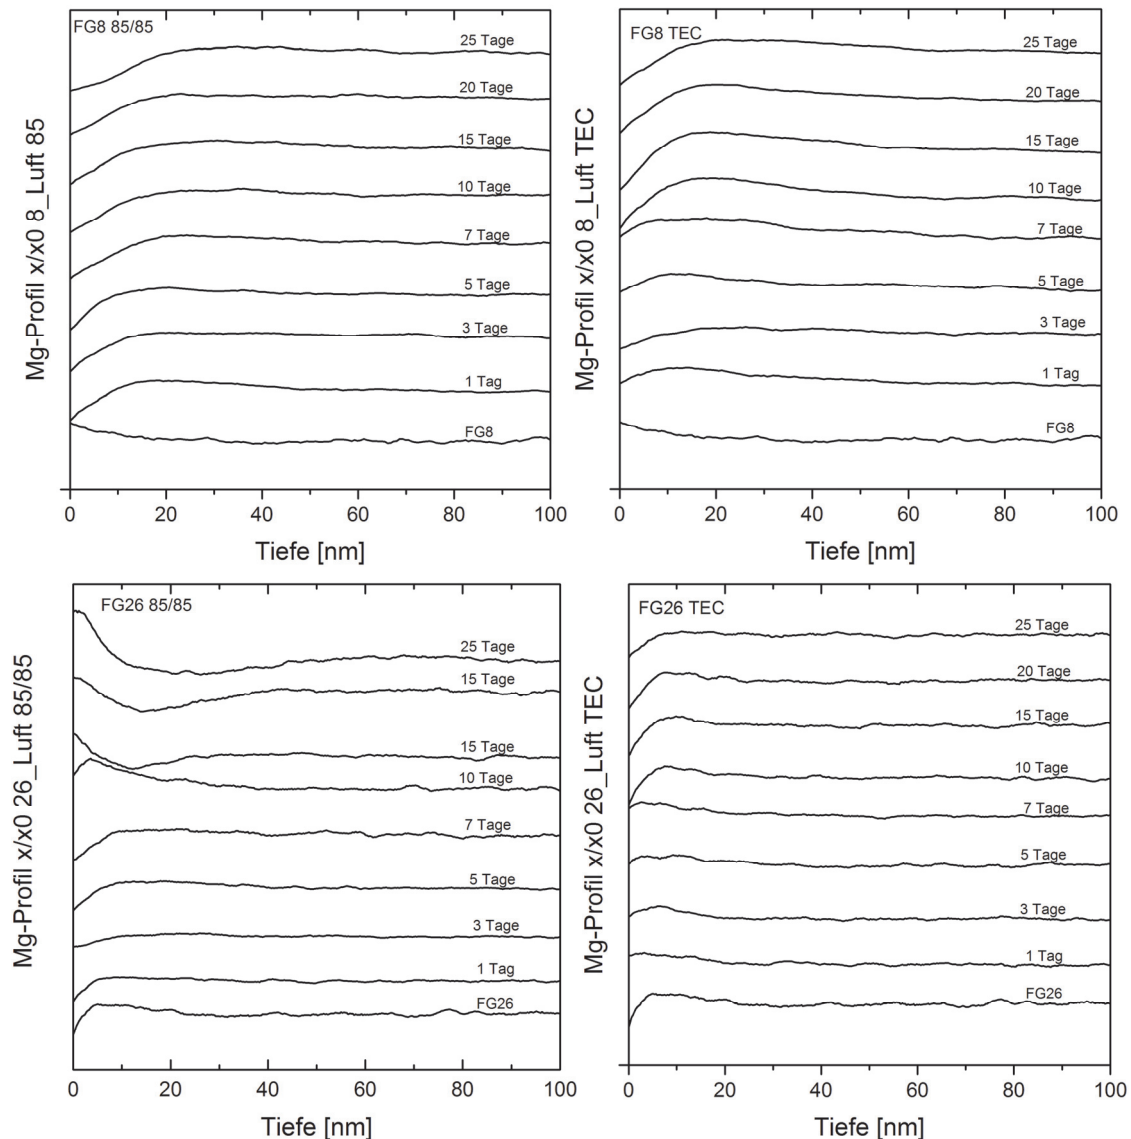 FG8 85/85
25 Tage
20 Tage
15 Tage
10 Tage
7 Tage
5 Tage
3 Tage
1 Tag
FG8
Mg-Profil x/x0 8_Luft 85
0 20 40 60 80 100
Tiefe [nm]
FG8 TEC
25 Tage
20 Tage
15 Tage
10 Tage
7 Tage
5 Tage
3 Tage
1 Tag
FG8
Mg-Profil x/x0 8_Luft TEC
0 20 40 60 80 100
Tiefe [nm]
FG26 85/85
25 Tage
15 Tage
15 Tage
10 Tage
7 Tage
5 Tage
3 Tage
1 Tag
FG26
Mg-Profil x/x0 26_Luft 85/85
0 20 40 60 80 100
Tiefe [nm]
FG26 TEC
25 Tage
20 Tage
15 Tage
10 Tage
7 Tage
5 Tage
3 Tage
1 Tag
FG26
Mg-Profil x/x0 26_Luft TEC
0 20 40 60 80 100
Tiefe [nm]